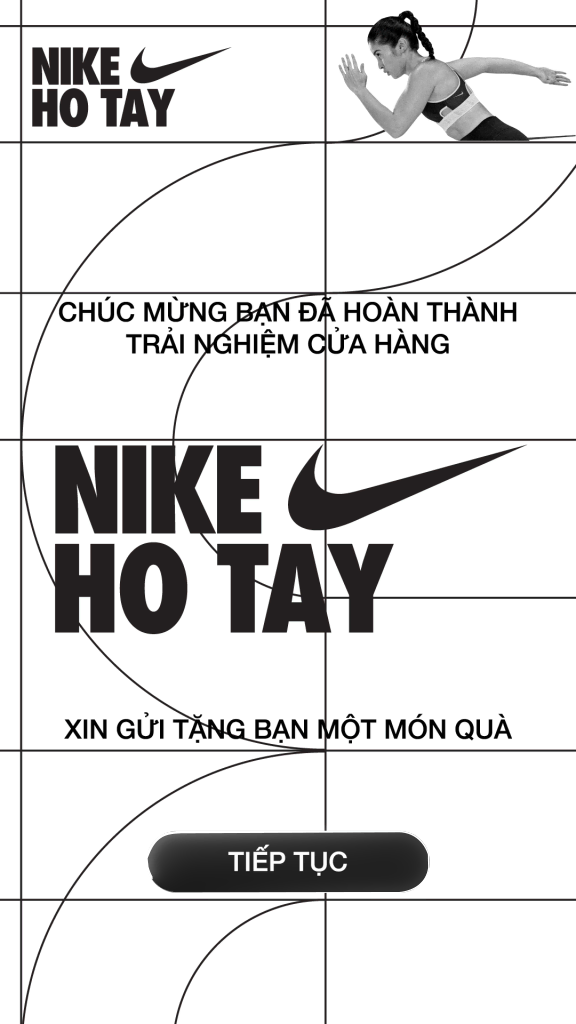 NIKE
HO TAY
CHÚC MỪNG BẠN ĐÃ HOÀN THÀNH
TRẢI NGHIỆM CỬA HÀNG
NIKE
HO TAY
XIN GỬI TẶNG BẠN MỘT MÓN QUÀ
TIẾP TỤC